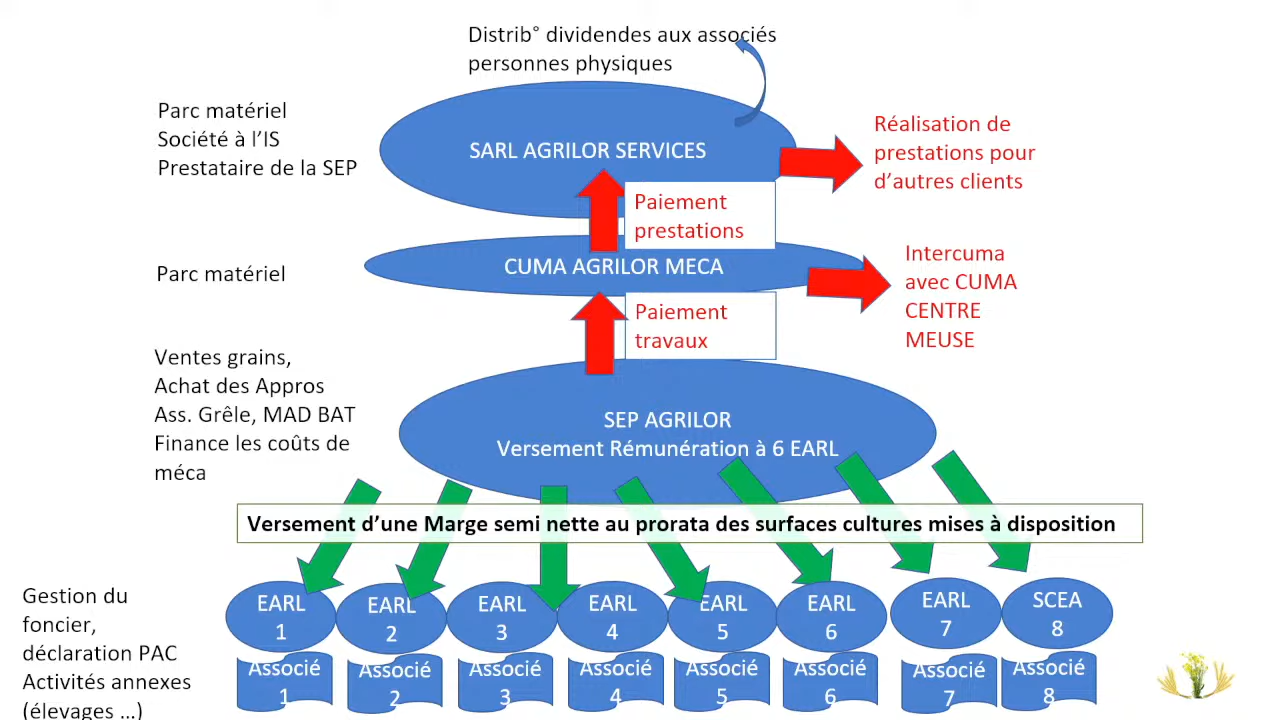 Distrib° dividendes aux associés
personnes physiques
Parc matériel
Société à l’IS
Prestataire de la SEP
SARL AGRILOR SERVICES
Réalisation de
prestations pour
d’autres clients
Paiement
prestations
Parc matériel
CUMA AGRILOR MECA
Intercuma
avec CUMA
CENTRE
MEUSE
Paiement
travaux
Ventes grains,
Achat des Appros
Ass. Grêle, MAD BAT
Finance les coûts de
méca
SEP AGRILOR
Versement Rémunération à 6 EARL
Versement d’une Marge semi nette au prorata des surfaces cultures mises à disposition
Gestion du
foncier,
déclaration PAC
Activités annexes
(élevages …)
EARL
1
EARL
2
EARL
3
EARL
4
EARL
5
EARL
6
EARL
7
SCEA
8
Associé
1
Associé
2
Associé
3
Associé
4
Associé
5
Associé
6
Associé
7
Associé
8